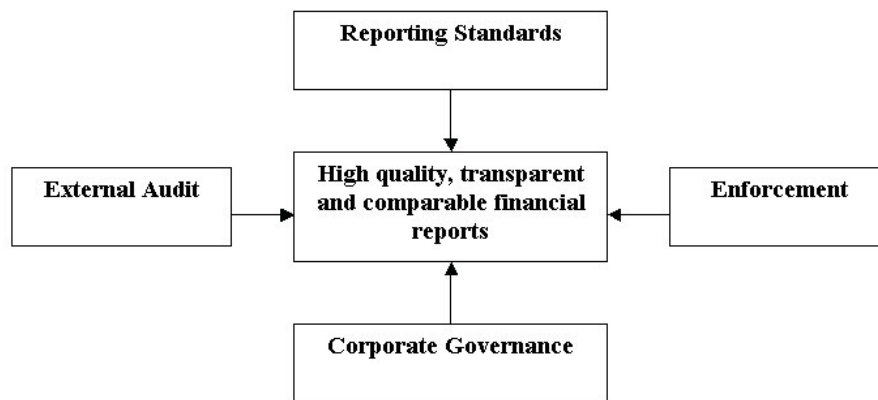 Reporting Standards
External Audit
High quality, transparent
and comparable financial
reports
Enforcement
Corporate Governance